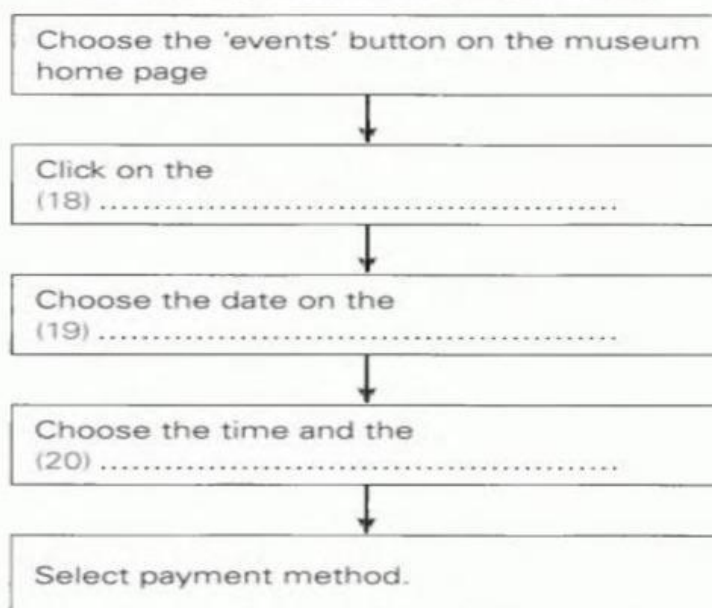 Choose the 'events' button on the museum
home page
Click on the
(18) ......................................................
Choose the date on the
(19) ......................................................
Choose the time and the
(20) ......................................................
Select payment method.